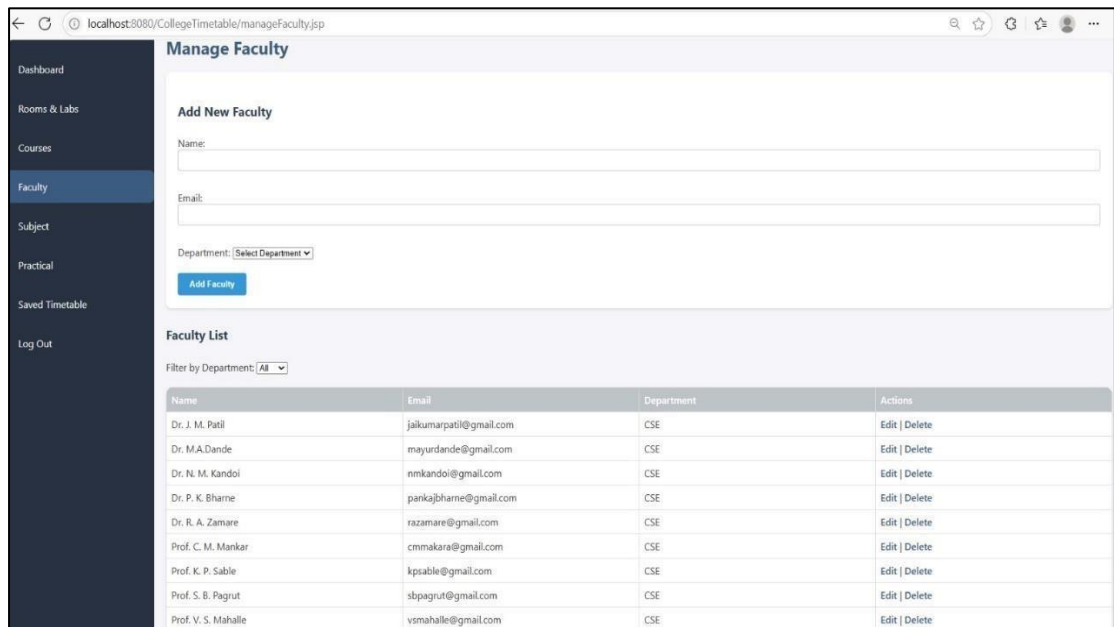 localhost:8080/CollegeTimetable/manageFaculty.jsp
Manage Faculty
Dashboard
Rooms & Labs
Courses
Faculty
Subject
Practical
Saved Timetable
Log Out
Add New Faculty
Name:
Email:
Department: Select Department
Add Faculty
Faculty List
Filter by Department: All
Name Email Department Actions
Dr. J. M. Patil jaikumarpatil@gmail.com CSE Edit | Delete
Dr. M.A.Dande mayurdande@gmail.com CSE Edit | Delete
Dr. N. M. Kandoi nmkandoi@gmail.com CSE Edit | Delete
Dr. P. K. Bharne pankajbharne@gmail.com CSE Edit | Delete
Dr. R. A. Zamare razamare@gmail.com CSE Edit | Delete
Prof. C. M. Mankar cmmakara@gmail.com CSE Edit | Delete
Prof. K. P. Sable kpsable@gmail.com CSE Edit | Delete
Prof. S. B. Pagrut sbpagrut@gmail.com CSE Edit | Delete
Prof. V. S. Mahalle vsmahalle@gmail.com CSE Edit | Delete